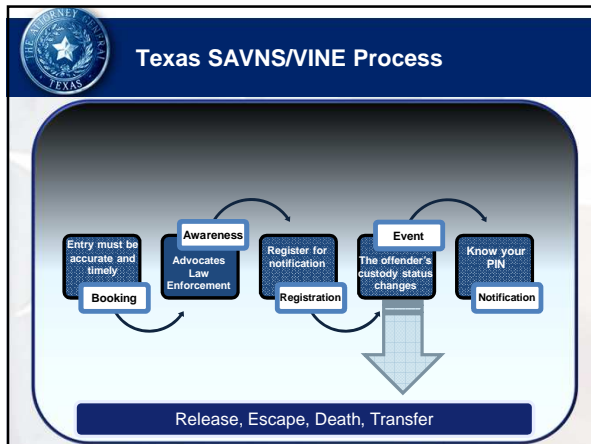 THE ATTORNEY GENERAL
TEXAS
Texas SAVNS/VINE Process
Entry must be
accurate and
timely
Booking
Awareness
Advocates
Law
Enforcement
Register for
notification
Registration
Event
The offender's
custody status
changes
Know your
PIN
Notification
Release, Escape, Death, Transfer